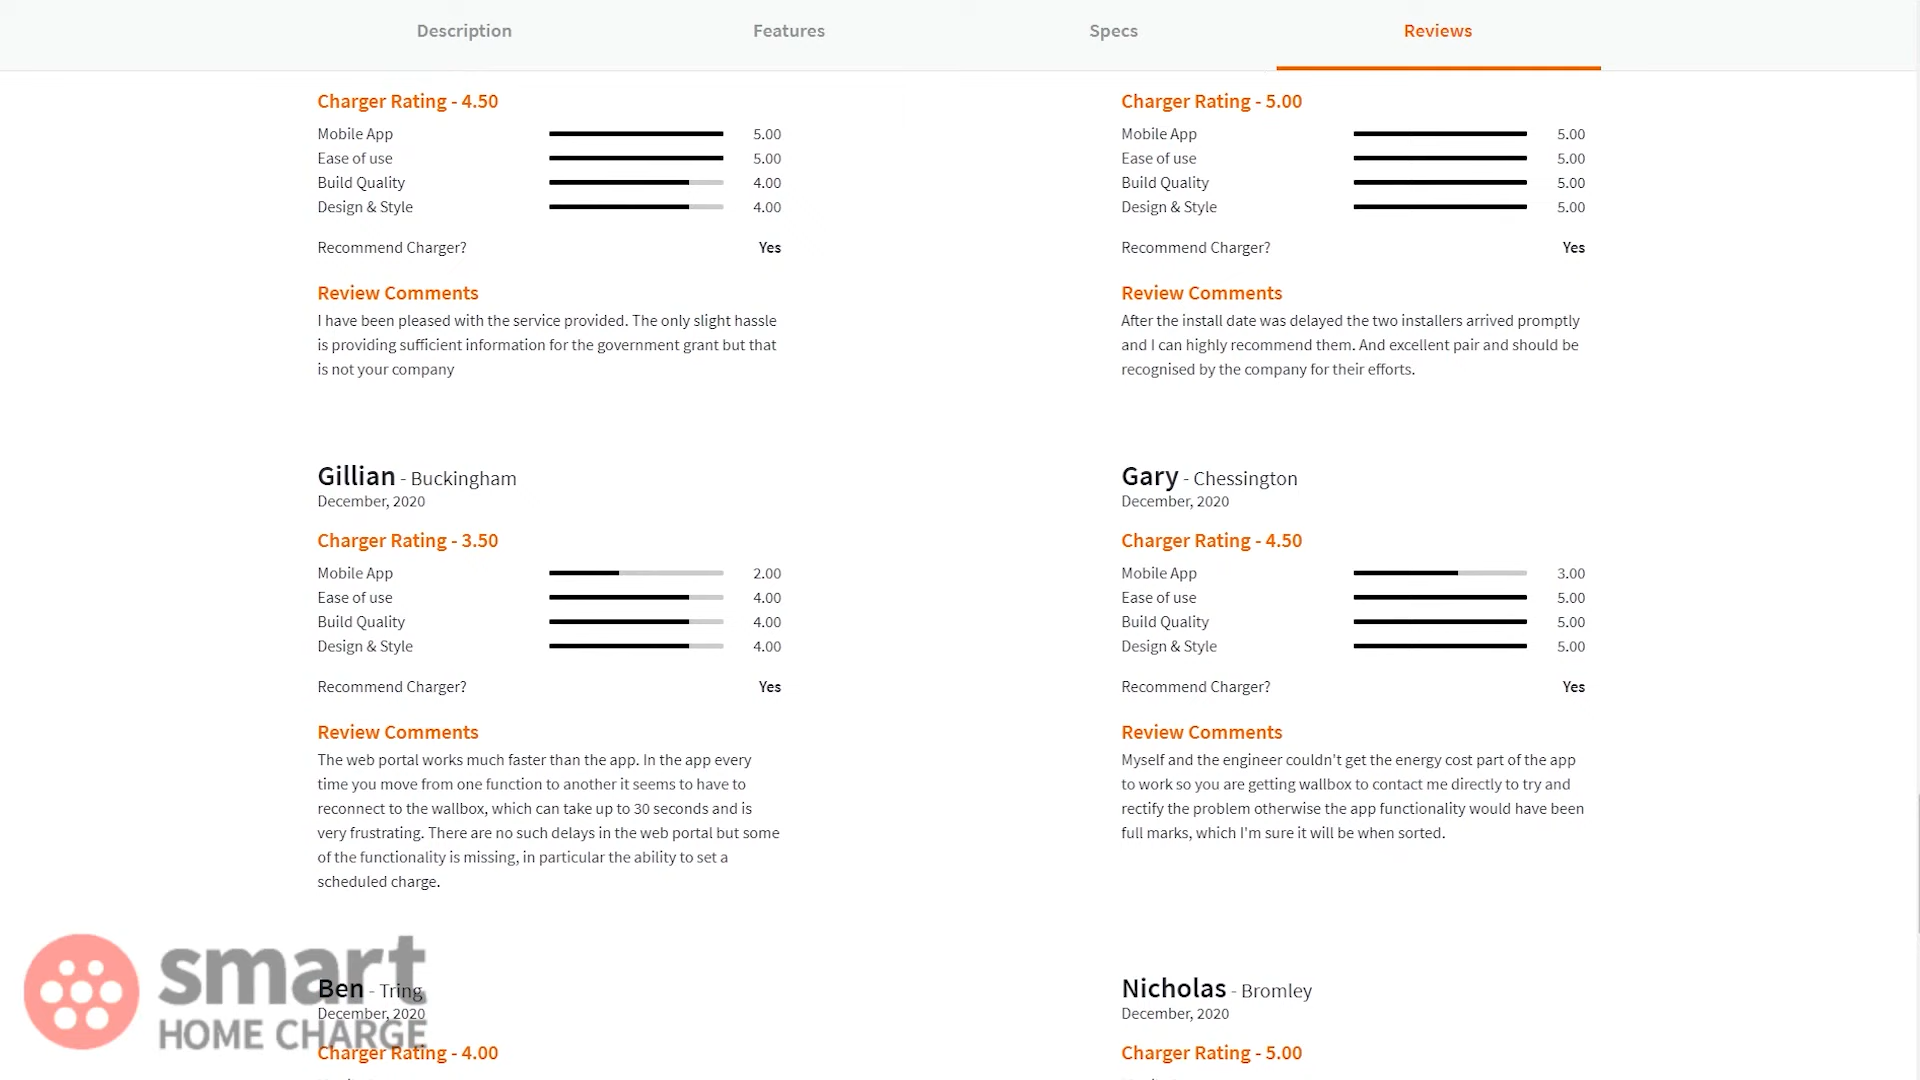 Description Features Specs Reviews
Charger Rating - 4.50
Mobile App 5.00
Ease of use 5.00
Build Quality 4.00
Design & Style 4.00
Recommend Charger? Yes
Review Comments
I have been pleased with the service provided. The only slight hassle
is providing sufficient information for the government grant but that
is not your company
Charger Rating - 5.00
Mobile App 5.00
Ease of use 5.00
Build Quality 5.00
Design & Style 5.00
Recommend Charger? Yes
Review Comments
After the install date was delayed the two installers arrived promptly
and I can highly recommend them. And excellent pair and should be
recognised by the company for their efforts.
Gillian - Buckingham
December, 2020
Charger Rating - 3.50
Mobile App 2.00
Ease of use 4.00
Build Quality 4.00
Design & Style 4.00
Recommend Charger? Yes
Review Comments
The web portal works much faster than the app. In the app every
time you move from one function to another it seems to have to
reconnect to the wallbox, which can take up to 30 seconds and is
very frustrating. There are no such delays in the web portal but some
of the functionality is missing, in particular the ability to set a
scheduled charge.
Gary - Chessington
December, 2020
Charger Rating - 4.50
Mobile App 3.00
Ease of use 5.00
Build Quality 5.00
Design & Style 5.00
Recommend Charger? Yes
Review Comments
Myself and the engineer couldn't get the energy cost part of the app
to work so you are getting wallbox to contact me directly to try and
rectify the problem otherwise the app functionality would have been
full marks, which I'm sure it will be when sorted.
Ben - Tring
December, 2020
Charger Rating - 4.00
Nicholas - Bromley
December, 2020
Charger Rating - 5.00
smart
HOME CHARGE